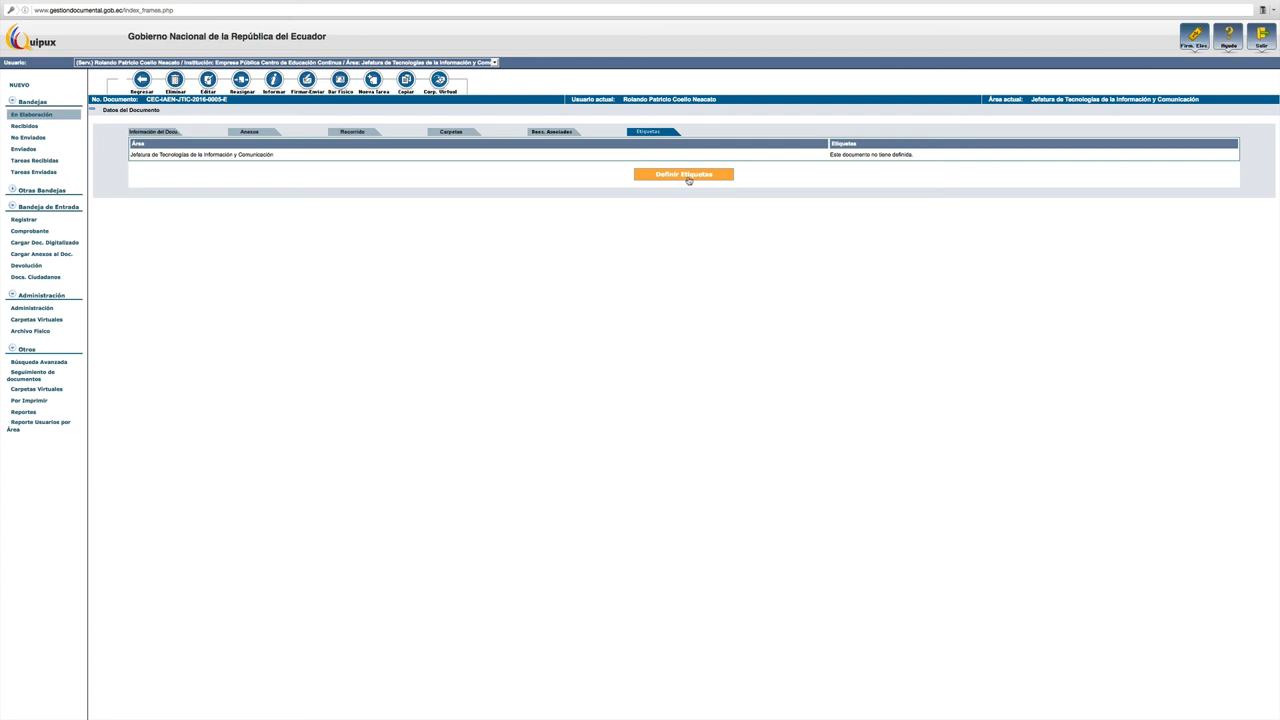 www.gestiondocumental.gob.ec/index_frames.php
Quipux
Gobierno Nacional de la República del Ecuador
Firm. Elec.
Ayuda
Salir
Usuario:
(Serv.) Rolando Patricio Coello Neacato / Institución: Empresa Pública Centro de Educación Continua / Área: Jefatura de Tecnologías de la Información y Com
NUEVO
Bandejas
En Elaboración
Recibidos
No Enviados
Enviados
Tareas Recibidas
Tareas Enviadas
Otras Bandejas
Bandeja de Entrada
Registrar
Comprobante
Cargar Doc. Digitalizado
Cargar Anexos al Doc.
Devolución
Docs. Ciudadanos
Administración
Administración
Carpetas Virtuales
Archivo Físico
Otros
Búsqueda Avanzada
Seguimiento de
documentos
Carpetas Virtuales
Por Imprimir
Reportes
Reporte Usuarios por
Área
Regresar
Eliminar
Editar
Reasignar
Informar
Firmar-Enviar
Dar Físico
Nueva Tarea
Copiar
Carp. Virtual
No. Documento: CEC-IAEN-JTIC-2016-0005-E
Usuario actual: Rolando Patricio Coello Neacato
Área actual: Jefatura de Tecnologías de la Información y Comunicación
Datos del Documento
Información del Docu.
Anexos
Recorrido
Carpetas
Docs. Asociados
Etiquetas
Área
Etiquetas
Jefatura de Tecnologías de la Información y Comunicación
Este documento no tiene definida.
Definir Etiquetas